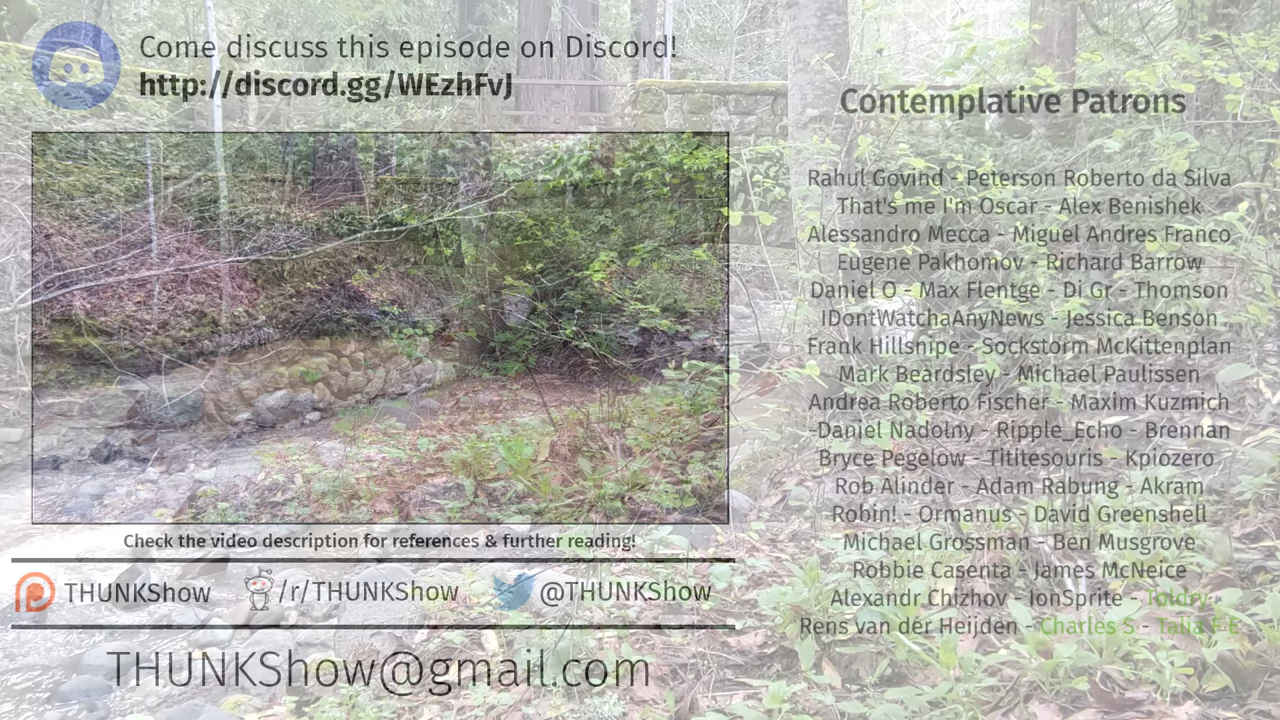 Come discuss this episode on Discord!
http://discord.gg/WEzhFvJ
Check the video description for references & further reading!
THUNKShow
/r/THUNKShow
@THUNKShow
THUNKShow@gmail.com
Contemplative Patrons
Rahul Govind - Peterson Roberto da Silva
That's me I'm Oscar - Alex Benishek
Alessandro Mecca - Miguel Andres Franco
Eugene Pakhomov - Richard Barrow
Daniel O - Max Flentge - Di Gr - Thomson
IDontWatchaAnyNews - Jessica Benson
Frank Hillsnipe - Sockstorm McKittenplan
Mark Beardsley - Michael Paulissen
Andrea Roberto Fischer - Maxim Kuzmich
Daniel Nadolny - Ripple_Echo - Brennan
Bryce Pegelow - Tititesouris - Kpiozero
Rob Alinder - Adam Rabung - Akram
Robin! - Ormanus - David Greenshell
Michael Grossman - Ben Musgrove
Robbie Casenta - James McNeice
Alexandr Chizhov - IonSprite - Toldry
Rens van der Heijden - Charles S - Talia F-E